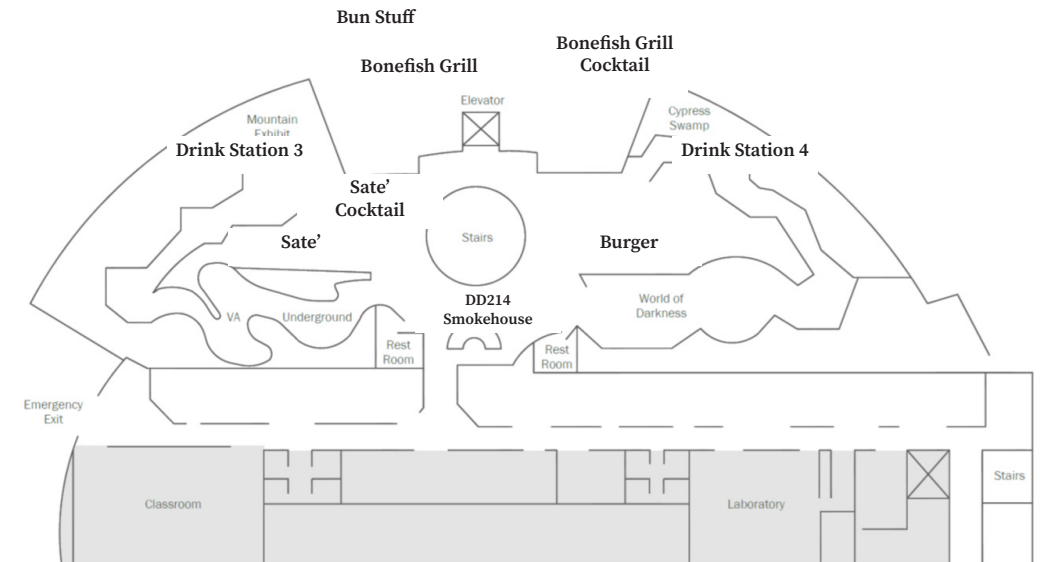 Bun Stuff
Bonefish Grill
Cocktail
Bonefish Grill
Elevator
Mountain
Exhibit
Cypress
Swamp
Drink Station 3
Drink Station 4
Sate’
Cocktail
Sate’
Stairs
Burger
DD214
Smokehouse
World of
Darkness
VA
Underground
Rest
Room
Rest
Room
Emergency
Exit
Classroom
Laboratory
Stairs